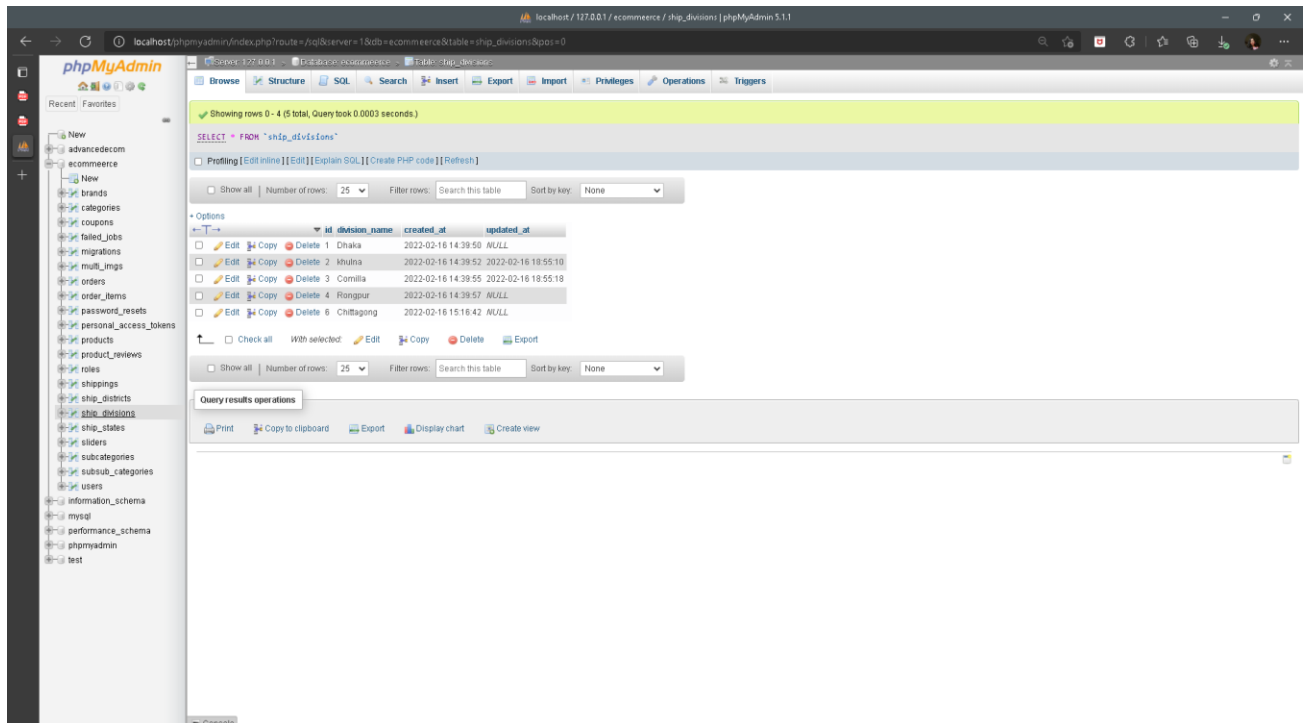 localhost / 127.0.0.1 / ecommeerce / ship_divisions | phpMyAdmin 5.1.1
localhost/phpmyadmin/index.php?route=/sql&server=1&db=ecommeerce&table=ship_divisions&pos=0
phpMyAdmin
Recent Favorites
New
advancedecom
ecommeerce
New
brands
categories
coupons
failed_jobs
migrations
multi_imgs
orders
order_items
password_resets
personal_access_tokens
products
product_reviews
roles
shippings
ship_districts
ship_divisions
ship_states
sliders
subcategories
subsub_categories
users
information_schema
mysql
performance_schema
phpmyadmin
test
Server: 127.0.0.1 » Database: ecommeerce » Table: ship_divisions
Browse Structure SQL Search Insert Export Import Privileges Operations Triggers
Showing rows 0 - 4 (5 total, Query took 0.0003 seconds.)
SELECT * FROM `ship_divisions`
Profiling [ Edit inline ] [ Edit ] [ Explain SQL ] [ Create PHP code ] [ Refresh ]
Show all | Number of rows: 25 Filter rows: Search this table Sort by key: None
+ Options
←T→ id division_name created_at updated_at
Edit Copy Delete 1 Dhaka 2022-02-16 14:39:50 NULL
Edit Copy Delete 2 khulna 2022-02-16 14:39:52 2022-02-16 18:55:10
Edit Copy Delete 3 Comilla 2022-02-16 14:39:55 2022-02-16 18:55:18
Edit Copy Delete 4 Rongpur 2022-02-16 14:39:57 NULL
Edit Copy Delete 6 Chittagong 2022-02-16 15:16:42 NULL
Check all With selected: Edit Copy Delete Export
Show all | Number of rows: 25 Filter rows: Search this table Sort by key: None
Query results operations
Print Copy to clipboard Export Display chart Create view
Console